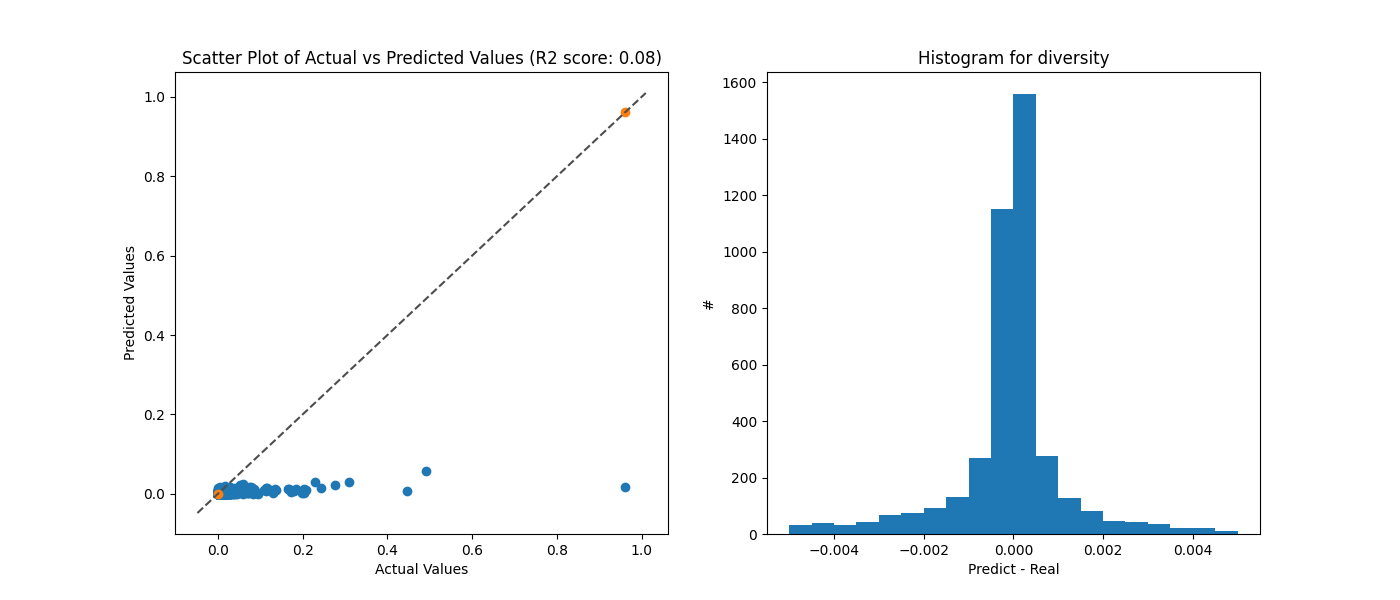 Scatter Plot of Actual vs Predicted Values (R2 score: 0.08)
1.0
0.8
0.6
0.4
0.2
0.0
Predicted Values
0.0 0.2 0.4 0.6 0.8 1.0
Actual Values
Histogram for diversity
1600
1400
1200
1000
800
600
400
200
0
#
−0.004 −0.002 0.000 0.002 0.004
Predict - Real